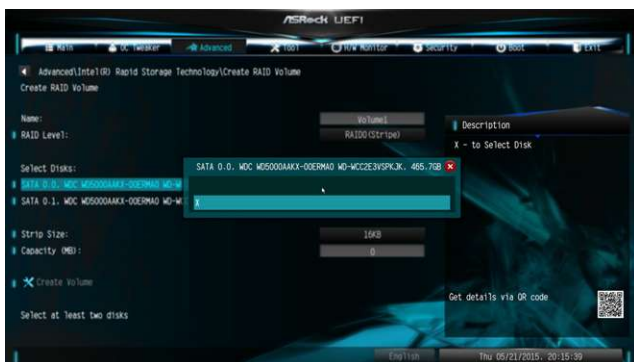 ASRock UEFI
Main OC Tweaker Advanced Tool H/W Monitor Security Boot Exit
Advanced\Intel(R) Rapid Storage Technology\Create RAID Volume
Create RAID Volume
Name: Volume1
RAID Level: RAID0(Stripe)
Select Disks:
SATA 0.0, WDC WD5000AAKX-00ERMA0 WD-W
SATA 0.1, WDC WD5000AAKX-00ERMA0 WD-WC
Strip Size: 16KB
Capacity (MB): 0
Create Volume
Select at least two disks
SATA 0.0, WDC WD5000AAKX-00ERMA0 WD-WCC2E3VSPKJK, 465.7GB
X
Description
X - to Select Disk
Get details via QR code
English
Thu 05/21/2015, 20:15:39